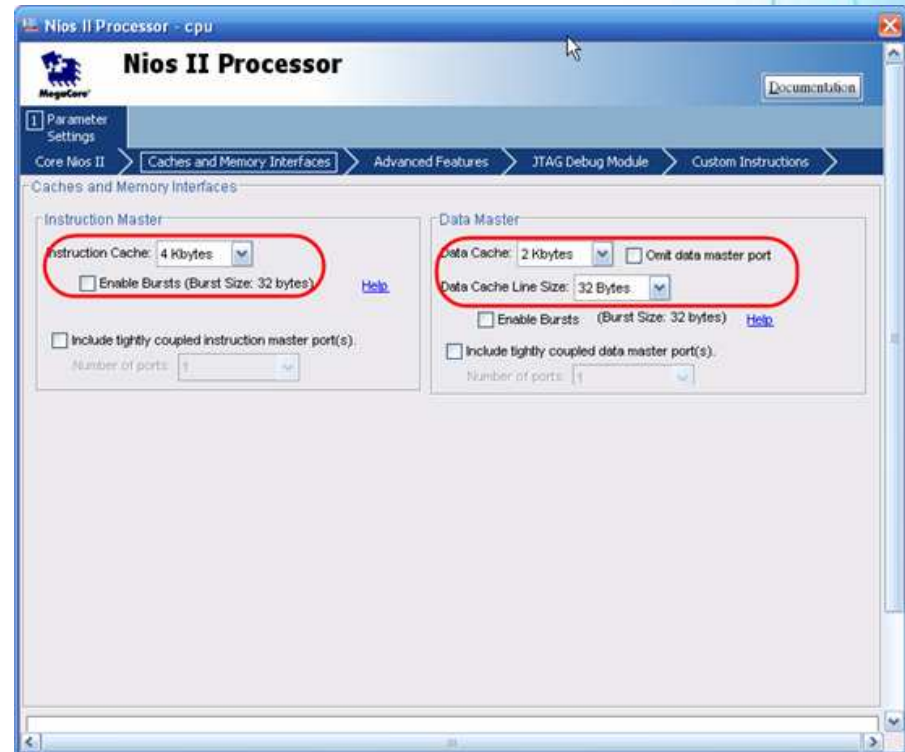 Nios II Processor - cpu
Nios II Processor
MegaCore'
Documentation
1 Parameter Settings
Core Nios II
Caches and Memory Interfaces
Advanced Features
JTAG Debug Module
Custom Instructions
Caches and Memory Interfaces
Instruction Master
Instruction Cache: 4 Kbytes
Enable Bursts (Burst Size: 32 bytes)
Help
Include tightly coupled instruction master port(s).
Number of ports: 1
Data Master
Data Cache: 2 Kbytes
Omit data master port
Data Cache Line Size: 32 Bytes
Enable Bursts (Burst Size: 32 bytes)
Help
Include tightly coupled data master port(s).
Number of ports: 1